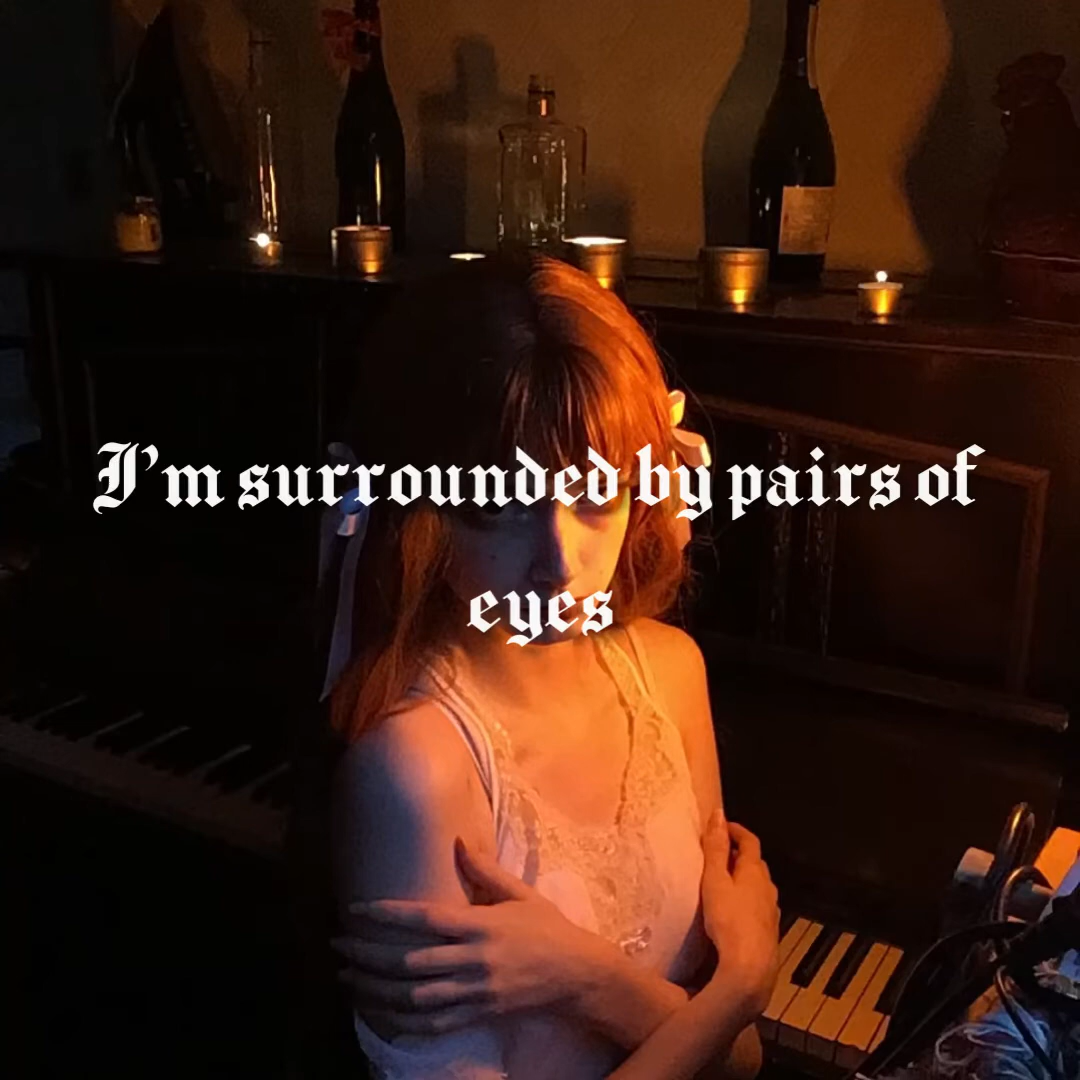 I’m surrounded by pairs of
eyes